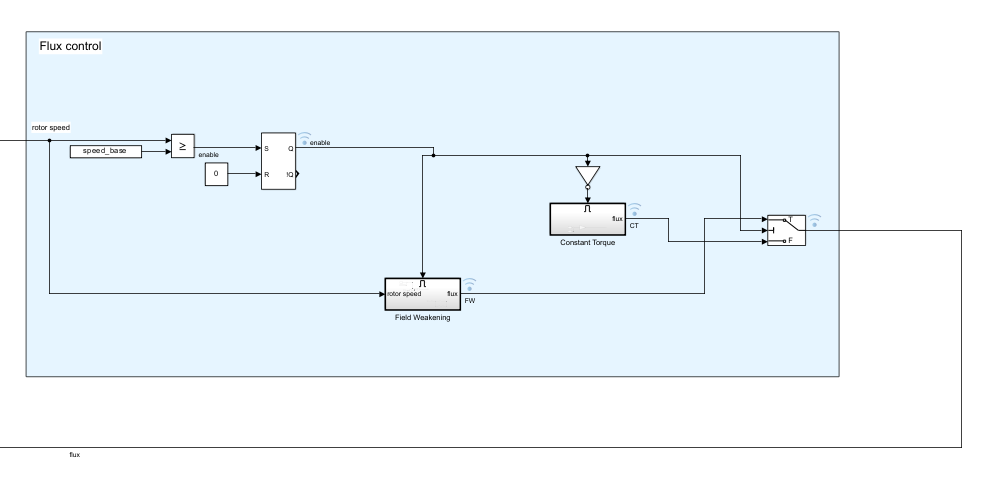 Flux control
rotor speed
speed_base
≥
enable
0
S
Q
R
!Q
enable
flux
CT
Constant Torque
T
F
rotor speed
flux
FW
Field Weakening
flux